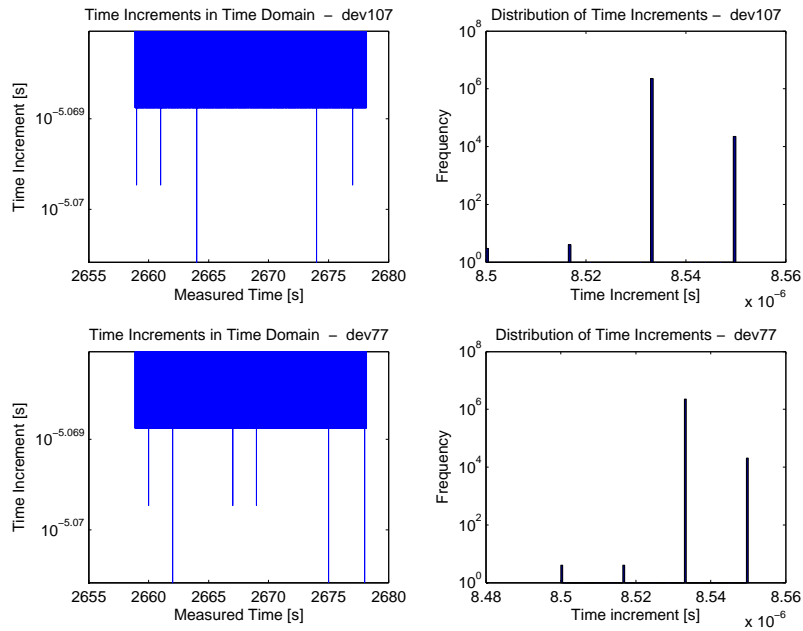 Time Increments in Time Domain – dev107
Time Increment [s]
10^-5.069
10^-5.07
2655 2660 2665 2670 2675 2680
Measured Time [s]
Distribution of Time Increments – dev107
Frequency
10^8
10^6
10^4
10^2
10^0
8.5 8.52 8.54 8.56
Time Increment [s]
x 10^-6
Time Increments in Time Domain – dev77
Time Increment [s]
10^-5.069
10^-5.07
2655 2660 2665 2670 2675 2680
Measured Time [s]
Distribution of Time Increments – dev77
Frequency
10^8
10^6
10^4
10^2
10^0
8.48 8.5 8.52 8.54 8.56
Time increment [s]
x 10^-6